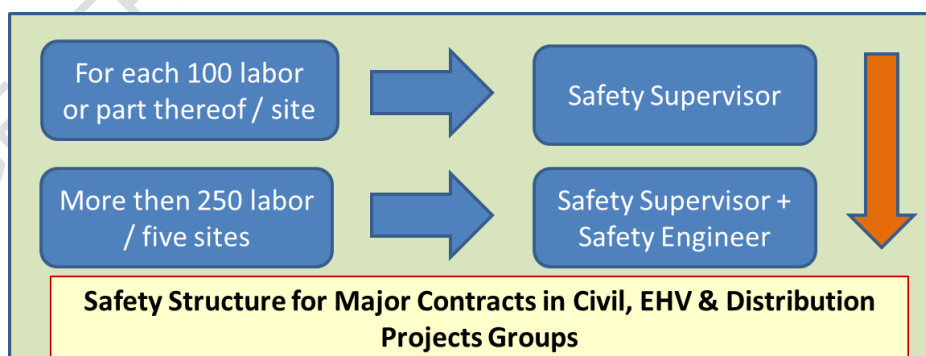 For each 100 labor
or part thereof / site
Safety Supervisor
More then 250 labor
/ five sites
Safety Supervisor +
Safety Engineer
Safety Structure for Major Contracts in Civil, EHV & Distribution
Projects Groups